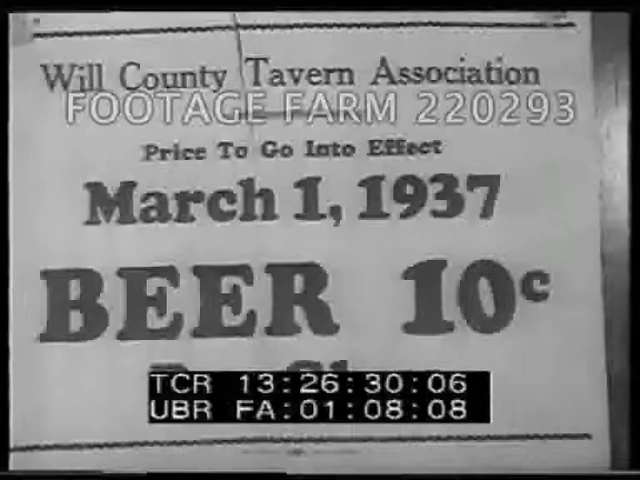 Will County Tavern Association
FOOTAGE FARM 220293
Price To Go Into Effect
March 1, 1937
BEER 10c
TCR 13:26:30:06
UBR FA:01:08:08